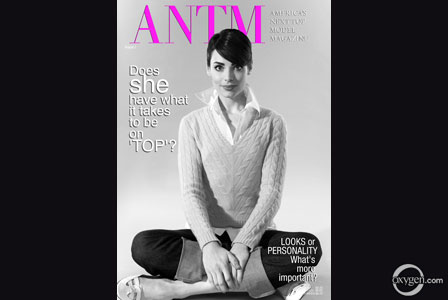 ANTM
AMERICA'S
NEXT TOP
MODEL
MAGAZINE
Does
she
have what
it takes
to be
on
'TOP'?
LOOKS or
PERSONALITY
What's
more
important?
oxygen.com